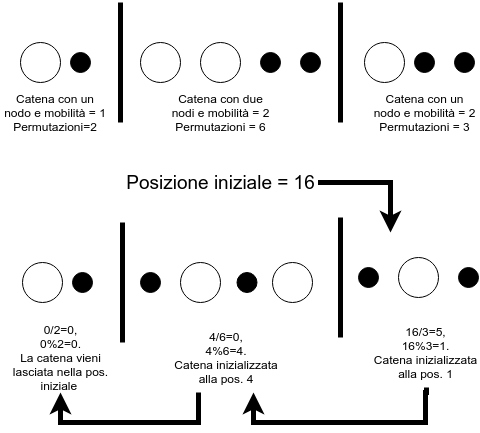 Catena con un
nodo e mobilità = 1
Permutazioni=2
Catena con due
nodi e mobilità = 2
Permutazioni = 6
Catena con un
nodo e mobilità = 2
Permutazioni = 3
Posizione iniziale = 16
0/2=0,
0%2=0.
La catena vieni
lasciata nella pos.
iniziale
4/6=0,
4%6=4.
Catena inizializzata
alla pos. 4
16/3=5,
16%3=1.
Catena inizializzata
alla pos. 1